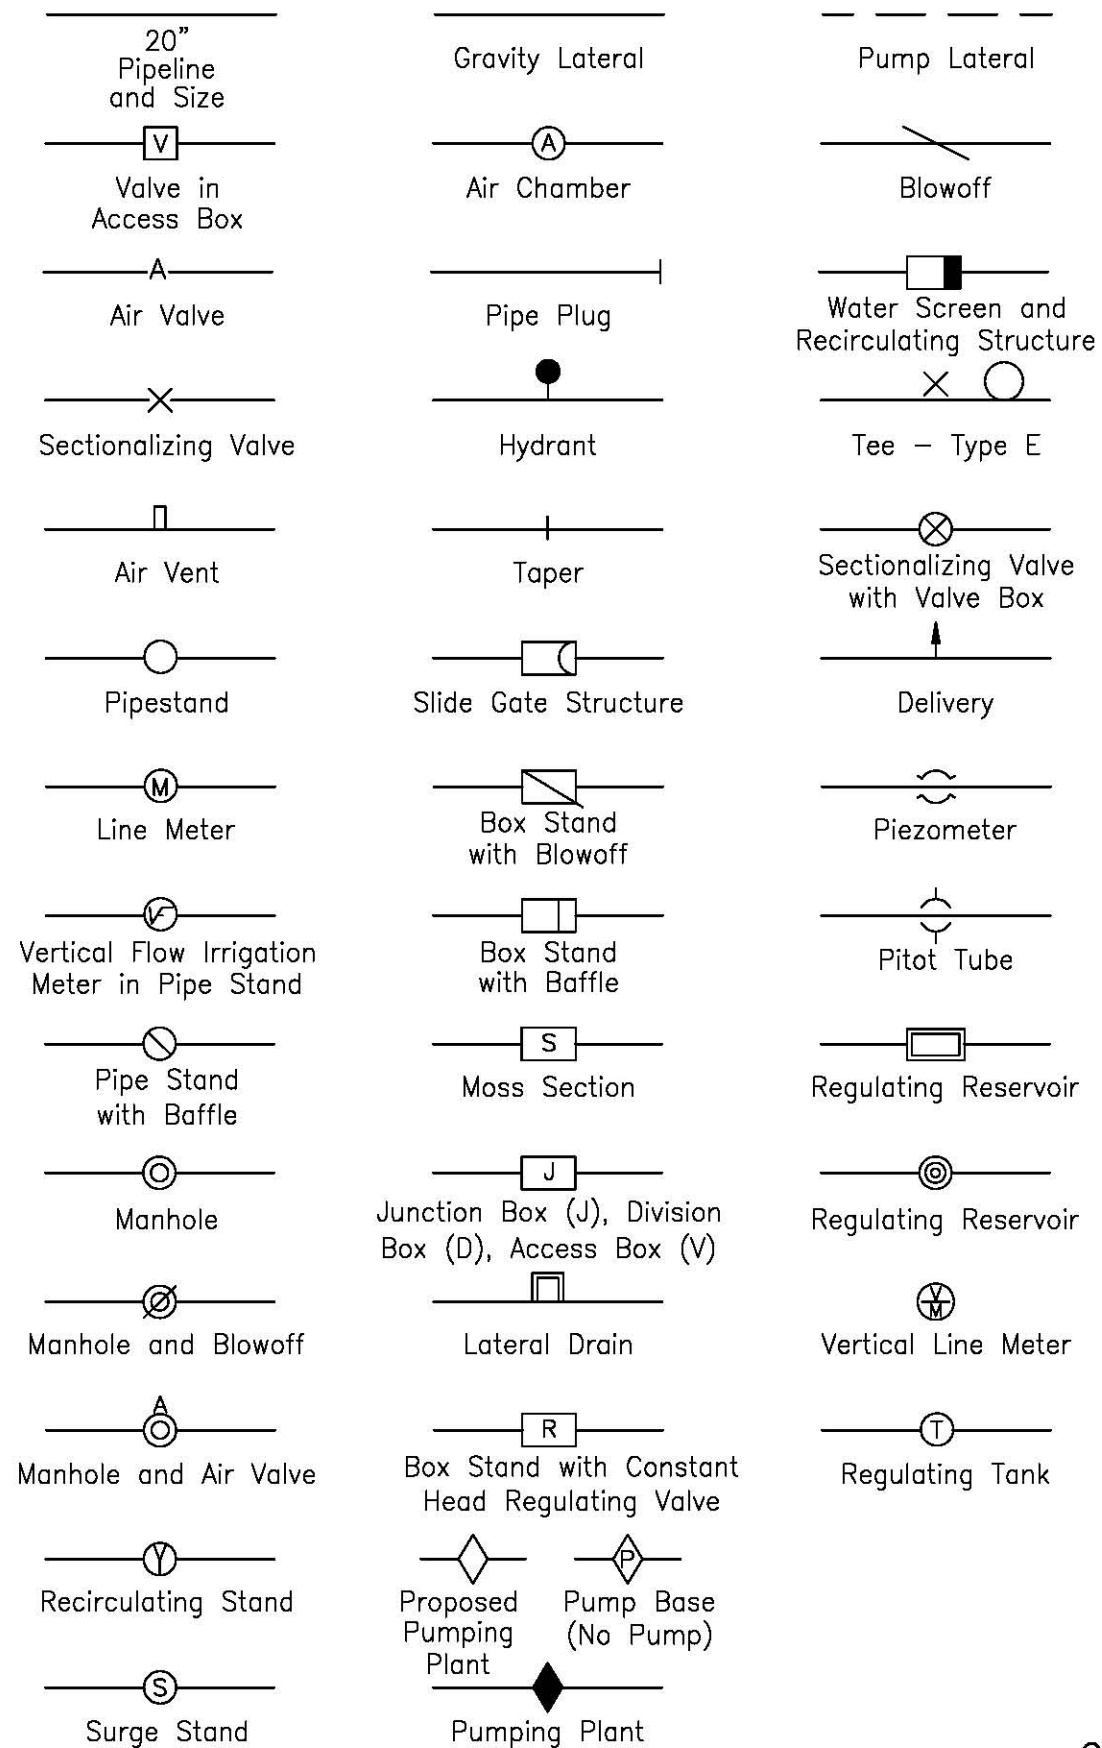 20" Gravity Lateral Pump Lateral
Pipeline
and Size
V A
Valve in Air Chamber Blowoff
Access Box
A
Air Valve Pipe Plug Water Screen and
Recirculating Structure
Sectionalizing Valve Hydrant Tee - Type E
Air Vent Taper Sectionalizing Valve
with Valve Box
Pipestand Slide Gate Structure Delivery
M
Line Meter Box Stand Piezometer
with Blowoff
Vertical Flow Irrigation Box Stand Pitot Tube
Meter in Pipe Stand with Baffle
S
Pipe Stand Moss Section Regulating Reservoir
with Baffle
J
Manhole Junction Box (J), Division Regulating Reservoir
Box (D), Access Box (V)
V
M
Manhole and Blowoff Lateral Drain Vertical Line Meter
A
R T
Manhole and Air Valve Box Stand with Constant Regulating Tank
Head Regulating Valve
Y P
Recirculating Stand Proposed Pump Base
Pumping (No Pump)
Plant
S
Surge Stand Pumping Plant